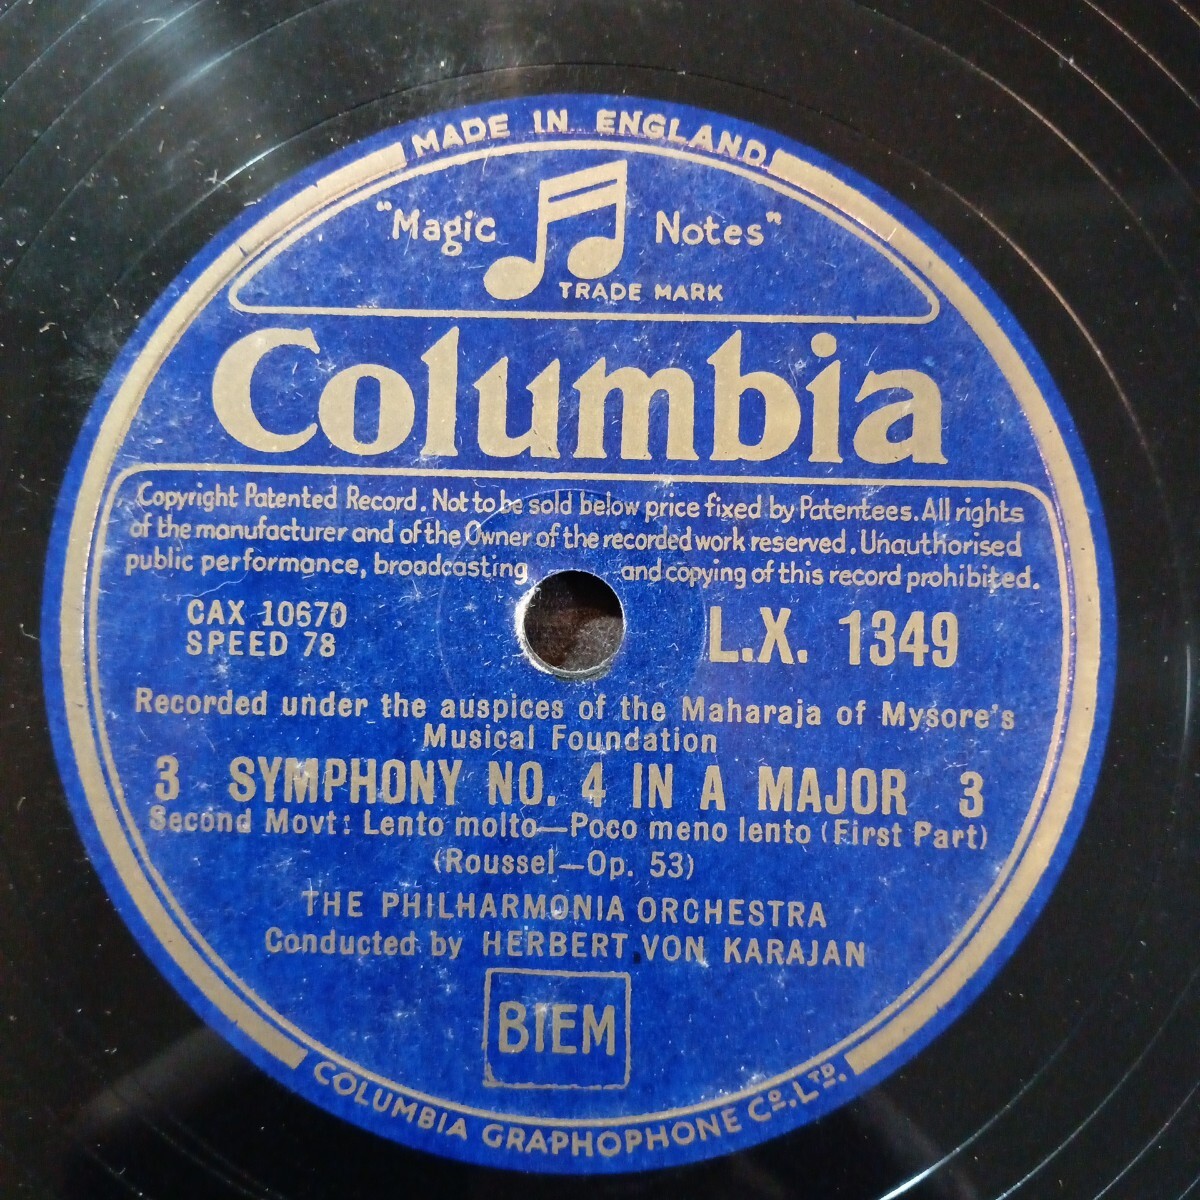 MADE IN ENGLAND
"Magic Notes"
TRADE MARK
Columbia
Copyright Patented Record. Not to be sold below price fixed by Patentees. All rights
of the manufacturer and of the Owner of the recorded work reserved. Unauthorised
public performance, broadcasting and copying of this record prohibited.
CAX 10670
SPEED 78
L.X. 1349
Recorded under the auspices of the Maharaja of Mysore's
Musical Foundation
3 SYMPHONY NO. 4 IN A MAJOR 3
Second Movt: Lento molto—Poco meno lento (First Part)
(Roussel—Op. 53)
THE PHILHARMONIA ORCHESTRA
Conducted by HERBERT VON KARAJAN
BIEM
COLUMBIA GRAPHOPHONE CO. LTD.